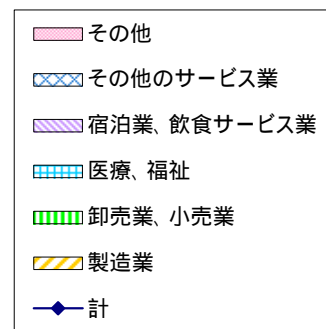 その他
その他のサービス業
宿泊業、飲食サービス業
医療、福祉
卸売業、小売業
製造業
計